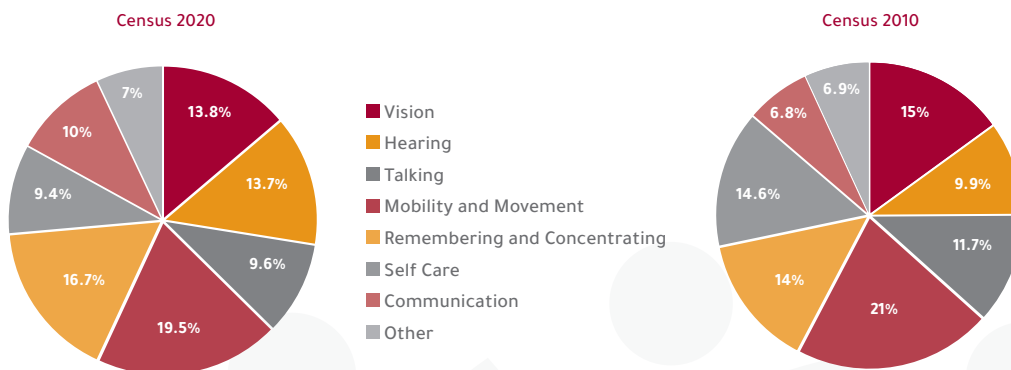 Census 2020
Census 2010
7%
13.8%
10%
13.7%
9.4%
9.6%
16.7%
19.5%
Vision
Hearing
Talking
Mobility and Movement
Remembering and Concentrating
Self Care
Communication
Other
6.9%
15%
6.8%
9.9%
14.6%
11.7%
14%
21%